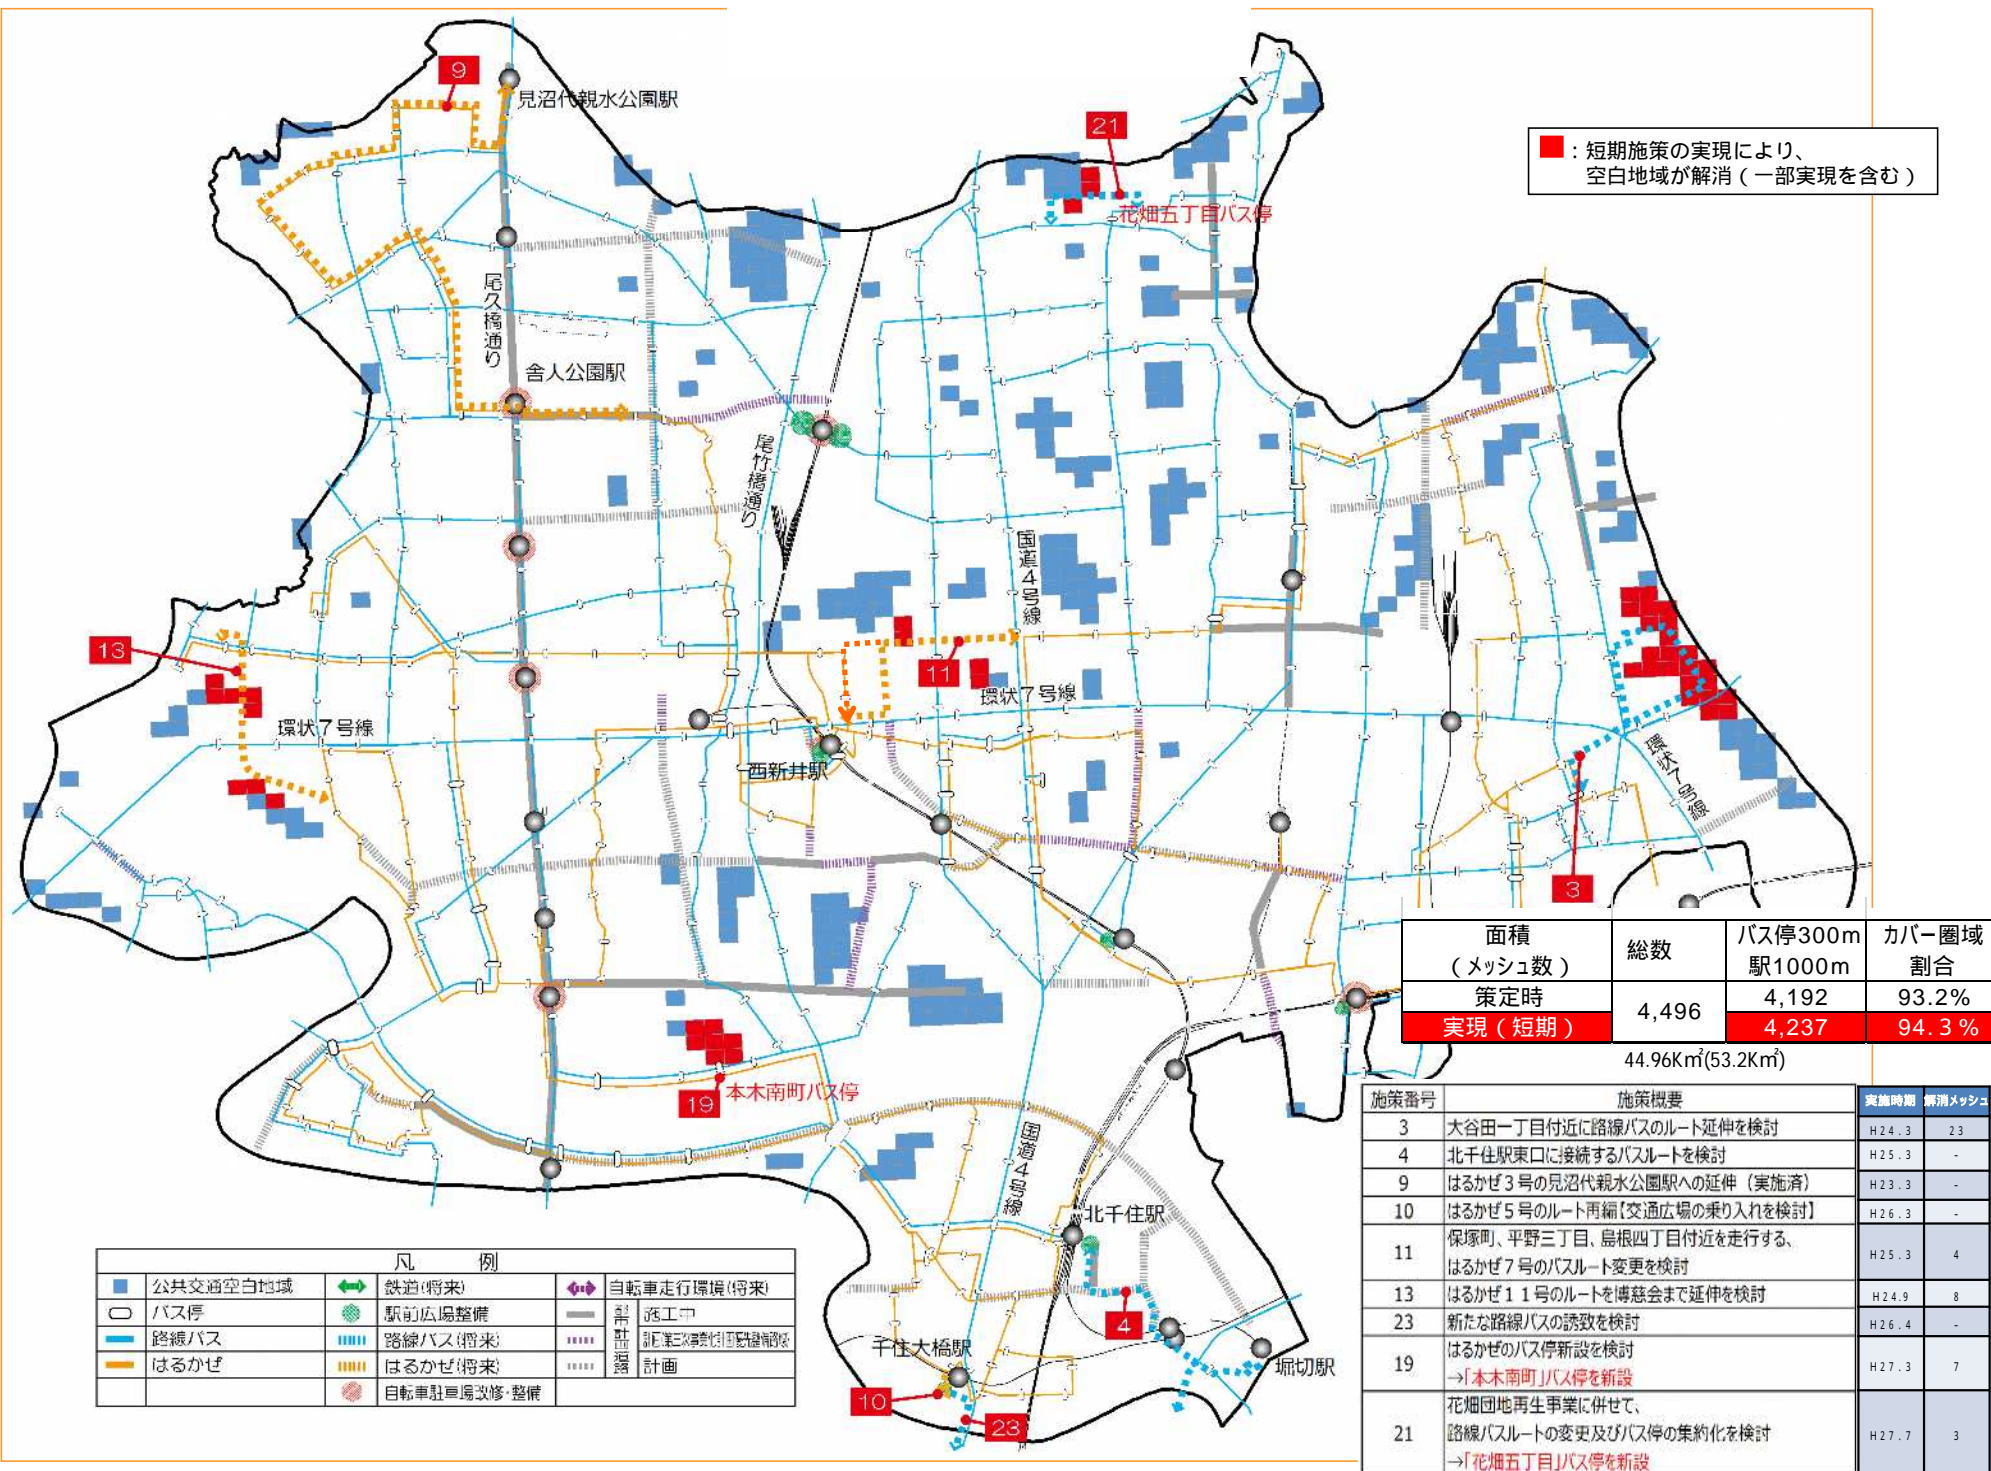 9
見沼代親水公園駅
21
■：短期施策の実現により、
空白地域が解消（一部実現を含む）
花畑五丁目バス停
尾久橋通り
舎人公園駅
尾竹橋通り
国道4号線
13
11
環状7号線
環状7号線
西新井駅
環状7号線
3
面積
（メッシュ数）
総数
バス停300m
駅1000m
カバー圏域
割合
策定時
4,496
4,192
93.2%
実現（短期）
4,237
94.3%
44.96Km²(53.2Km²)
19
本木南町バス停
国道4号線
北千住駅
4
千住大橋駅
堀切駅
10
23
凡 例
公共交通空白地域
鉄道(将来)
自転車走行環境(将来)
バス停
駅前広場整備
都市計画道路
施工中
路線バス
路線バス(将来)
はるかぜ
はるかぜ(将来)
計画
自転車駐車場改修・整備
施策番号 施策概要 実施時期 解消メッシュ
3 大谷田一丁目付近に路線バスのルート延伸を検討 H24.3 23
4 北千住駅東口に接続するバスルートを検討 H25.3 -
9 はるかぜ３号の見沼代親水公園駅への延伸（実施済） H23.3 -
10 はるかぜ５号のルート再編【交通広場の乗り入れを検討】 H26.3 -
11 保塚町、平野三丁目、島根四丁目付近を走行する、
はるかぜ７号のバスルート変更を検討 H25.3 4
13 はるかぜ１１号のルートを博慈会まで延伸を検討 H24.9 8
23 新たな路線バスの誘致を検討 H26.4 -
19 はるかぜのバス停新設を検討
→「本木南町」バス停を新設 H27.3 7
21 花畑団地再生事業に併せて、
路線バスルートの変更及びバス停の集約化を検討
→「花畑五丁目」バス停を新設 H27.7 3